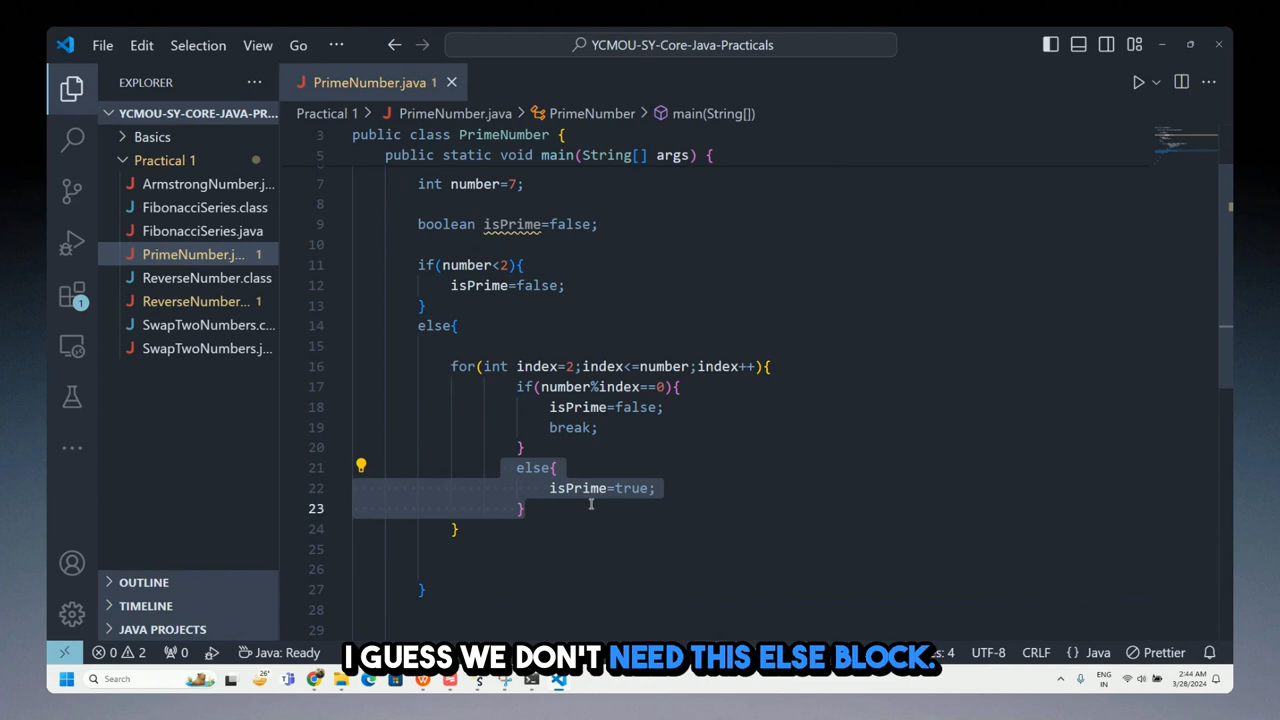 File Edit Selection View Go ··· YCMOU-SY-Core-Java-Practicals
EXPLORER ···
YCMOU-SY-CORE-JAVA-PR...
Basics
Practical 1
ArmstrongNumber.j...
FibonacciSeries.class
FibonacciSeries.java
PrimeNumber.j... 1
ReverseNumber.class
ReverseNumber... 1
SwapTwoNumbers.c...
SwapTwoNumbers.j...
1
OUTLINE
TIMELINE
JAVA PROJECTS
PrimeNumber.java 1
Practical 1 > PrimeNumber.java > PrimeNumber > main(String[])
3 public class PrimeNumber {
5 public static void main(String[] args) {
7 int number=7;
8
9 boolean isPrime=false;
10
11 if(number<2){
12 isPrime=false;
13 }
14 else{
15
16 for(int index=2;index<=number;index++){
17 if(number%index==0){
18 isPrime=false;
19 break;
20 }
21 else{
22 isPrime=true;
23 }
24 }
25
26
27 }
28
29
I GUESS WE DON'T NEED THIS ELSE BLOCK.
0 2 0 Java: Ready s: 4 UTF-8 CRLF Java Prettier
Search 26° ENG IN 2:44 AM 3/28/2024